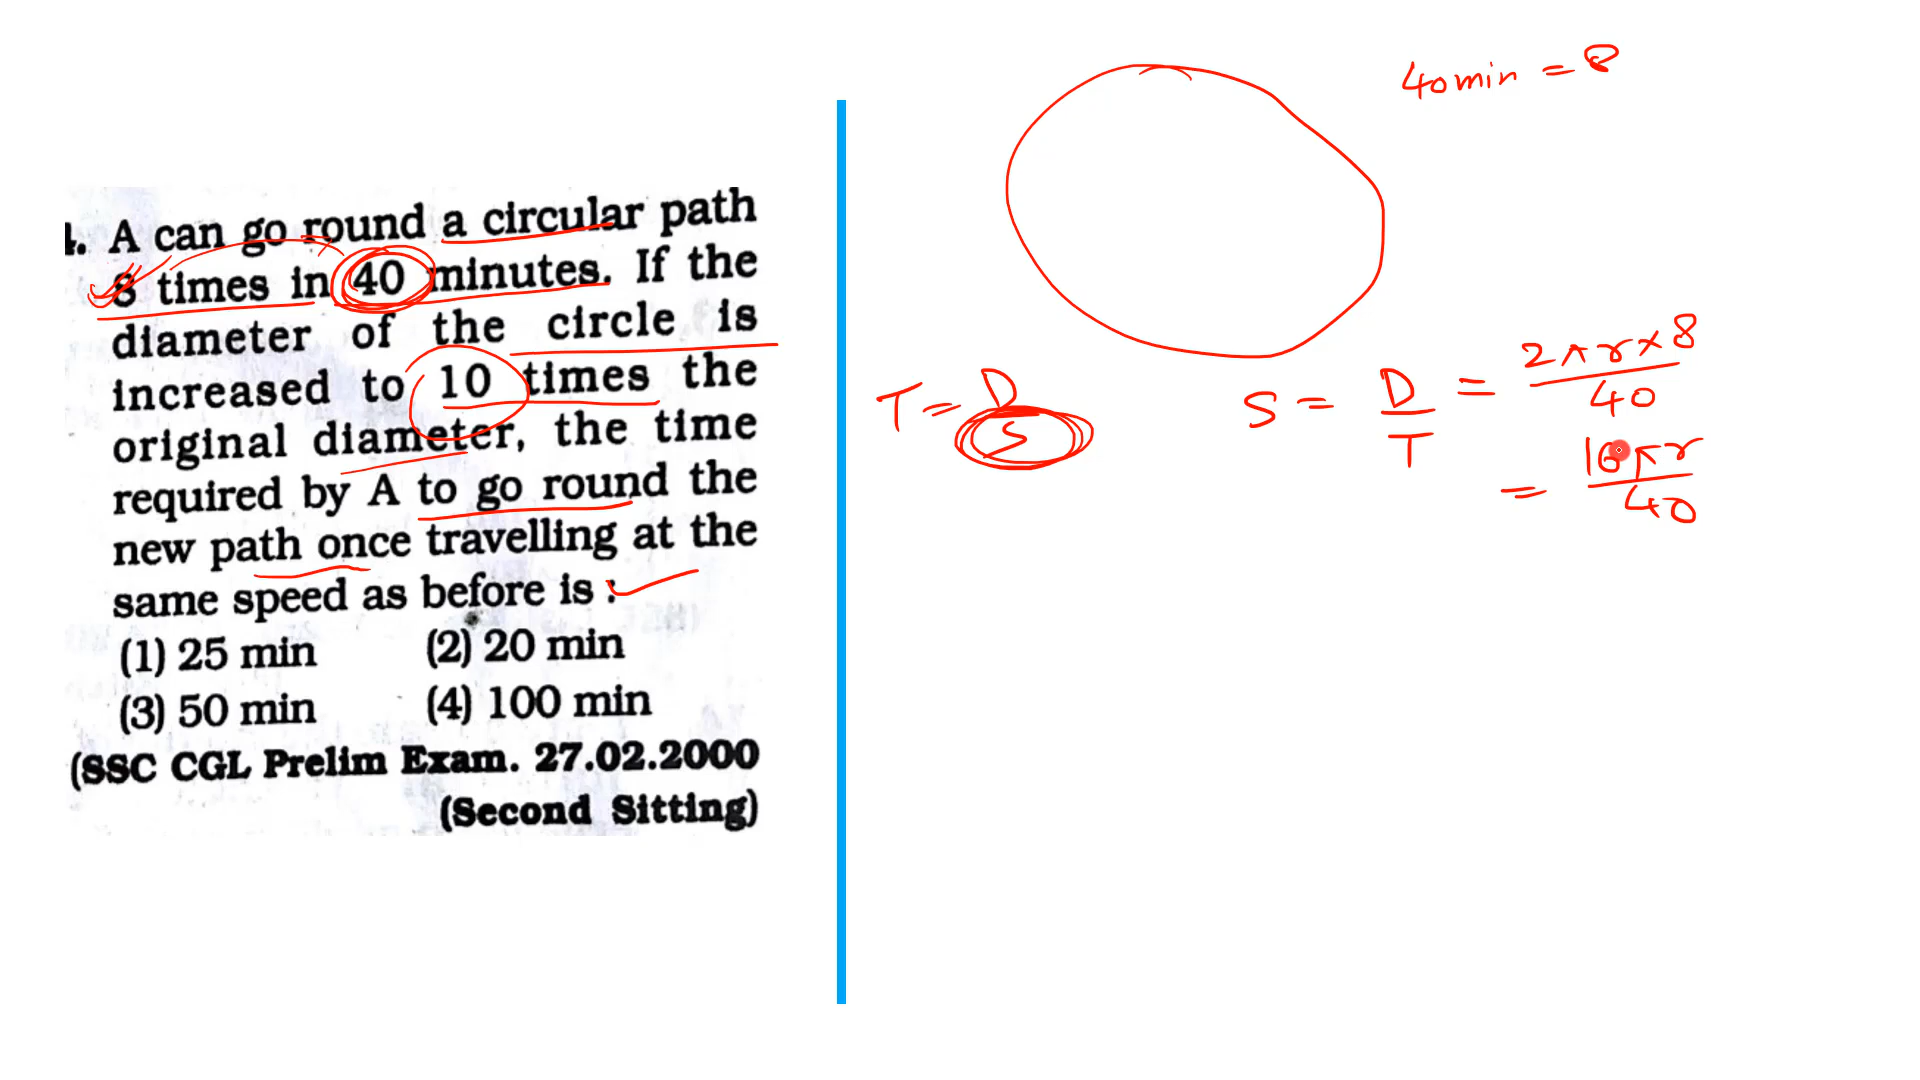 4. A can go round a circular path
8 times in 40 minutes. If the
diameter of the circle is
increased to 10 times the
original diameter, the time
required by A to go round the
new path once travelling at the
same speed as before is :
(1) 25 min (2) 20 min
(3) 50 min (4) 100 min
(SSC CGL Prelim Exam. 27.02.2000
(Second Sitting)
40 min = 8
T = D/S
S = D/T = 2πr×8/40
= 16πr/40